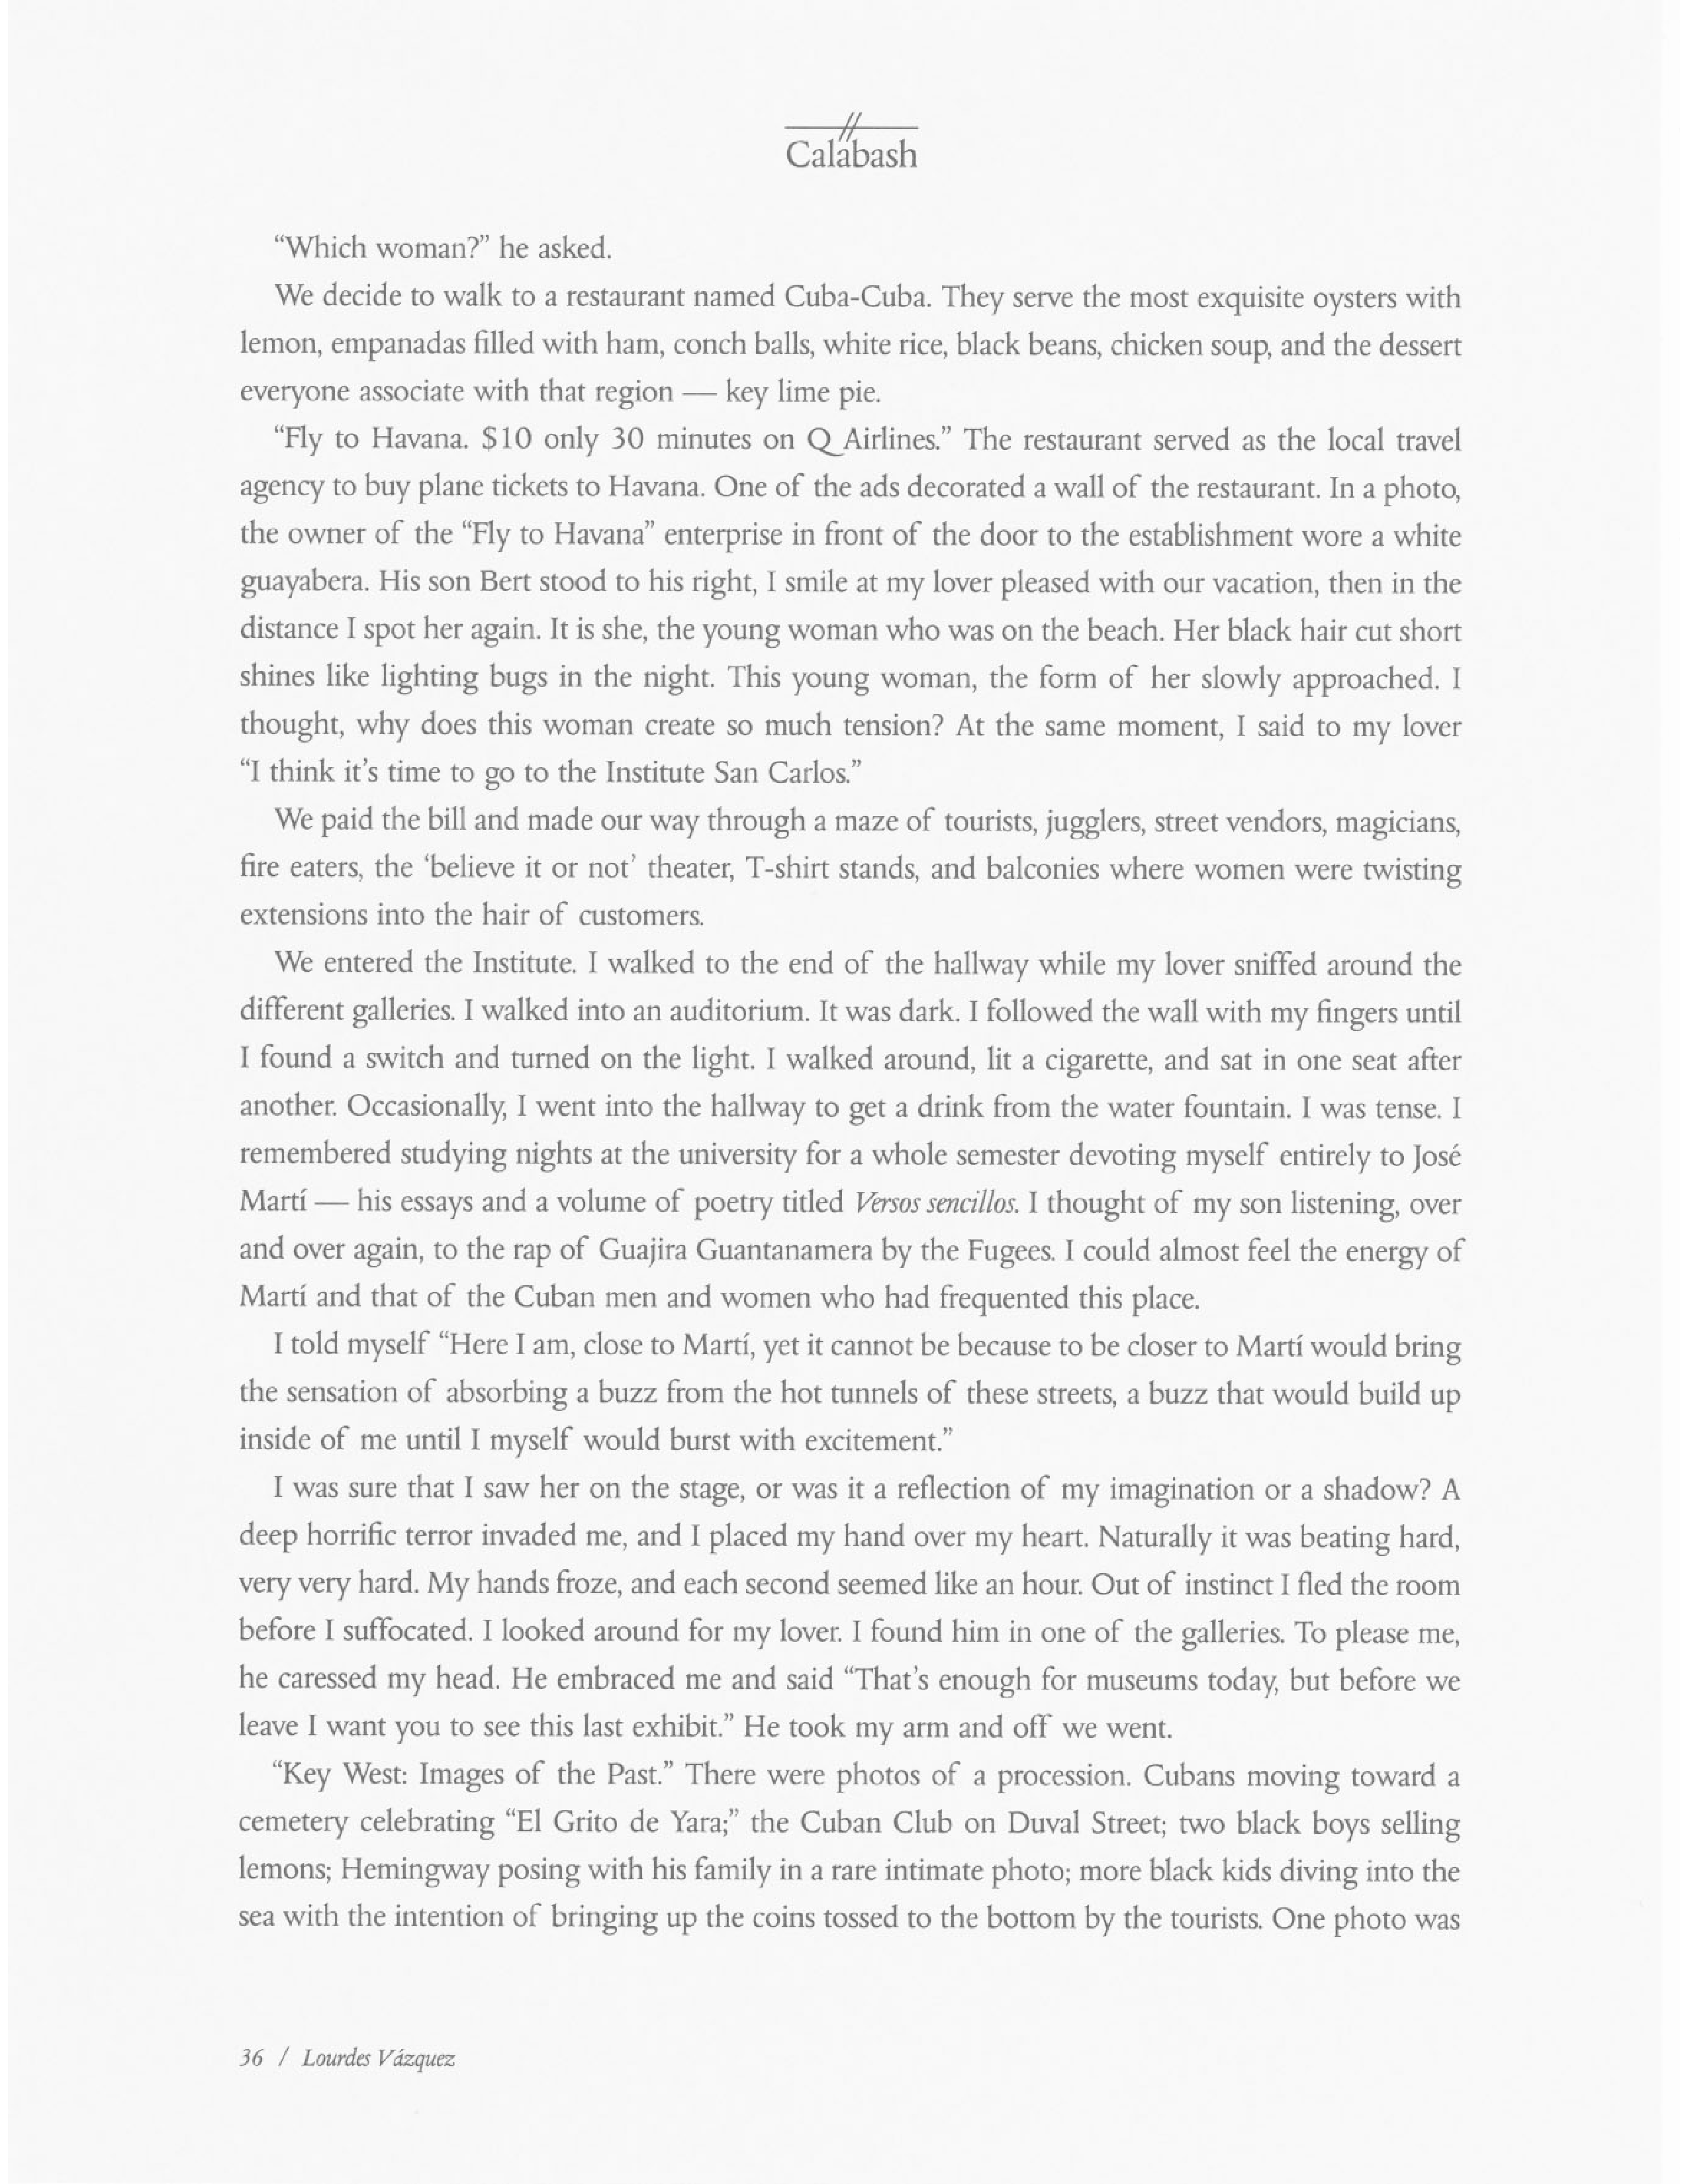 Calabash
“Which woman?” he asked.
We decide to walk to a restaurant named Cuba-Cuba. They serve the most exquisite oysters with
lemon, empanadas filled with ham, conch balls, white rice, black beans, chicken soup, and the dessert
everyone associate with that region — key lime pie.
“Fly to Havana. $10 only 30 minutes on Q Airlines.” The restaurant served as the local travel
agency to buy plane tickets to Havana. One of the ads decorated a wall of the restaurant. In a photo,
the owner of the “Fly to Havana” enterprise in front of the door to the establishment wore a white
guayabera. His son Bert stood to his right, I smile at my lover pleased with our vacation, then in the
distance I spot her again. It is she, the young woman who was on the beach. Her black hair cut short
shines like lighting bugs in the night. This young woman, the form of her slowly approached. I
thought, why does this woman create so much tension? At the same moment, I said to my lover
“I think it’s time to go to the Institute San Carlos.”
We paid the bill and made our way through a maze of tourists, jugglers, street vendors, magicians,
fire eaters, the ‘believe it or not’ theater, T-shirt stands, and balconies where women were twisting
extensions into the hair of customers.
We entered the Institute. I walked to the end of the hallway while my lover sniffed around the
different galleries. I walked into an auditorium. It was dark. I followed the wall with my fingers until
I found a switch and turned on the light. I walked around, lit a cigarette, and sat in one seat after
another. Occasionally, I went into the hallway to get a drink from the water fountain. I was tense. I
remembered studying nights at the university for a whole semester devoting myself entirely to José
Martí — his essays and a volume of poetry titled Versos sencillos. I thought of my son listening, over
and over again, to the rap of Guajira Guantanamera by the Fugees. I could almost feel the energy of
Martí and that of the Cuban men and women who had frequented this place.
I told myself “Here I am, close to Martí, yet it cannot be because to be closer to Martí would bring
the sensation of absorbing a buzz from the hot tunnels of these streets, a buzz that would build up
inside of me until I myself would burst with excitement.”
I was sure that I saw her on the stage, or was it a reflection of my imagination or a shadow? A
deep horrific terror invaded me, and I placed my hand over my heart. Naturally it was beating hard,
very very hard. My hands froze, and each second seemed like an hour. Out of instinct I fled the room
before I suffocated. I looked around for my lover. I found him in one of the galleries. To please me,
he caressed my head. He embraced me and said “That’s enough for museums today, but before we
leave I want you to see this last exhibit.” He took my arm and off we went.
“Key West: Images of the Past.” There were photos of a procession. Cubans moving toward a
cemetery celebrating “El Grito de Yara;” the Cuban Club on Duval Street; two black boys selling
lemons; Hemingway posing with his family in a rare intimate photo; more black kids diving into the
sea with the intention of bringing up the coins tossed to the bottom by the tourists. One photo was
36 / Lourdes Vázquez